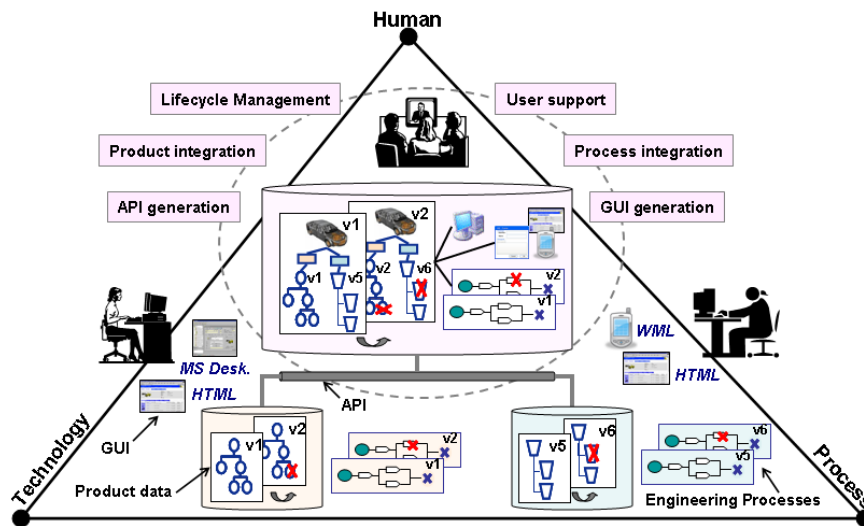 Human
Lifecycle Management
User support
Product integration
Process integration
API generation
GUI generation
v1
v2
v1
v5
v2
v6
v2
v1
MS Desk.
HTML
WML
HTML
API
GUI
Technology
Process
Product data
v1
v2
v2
v1
v5
v6
v6
v5
Engineering Processes